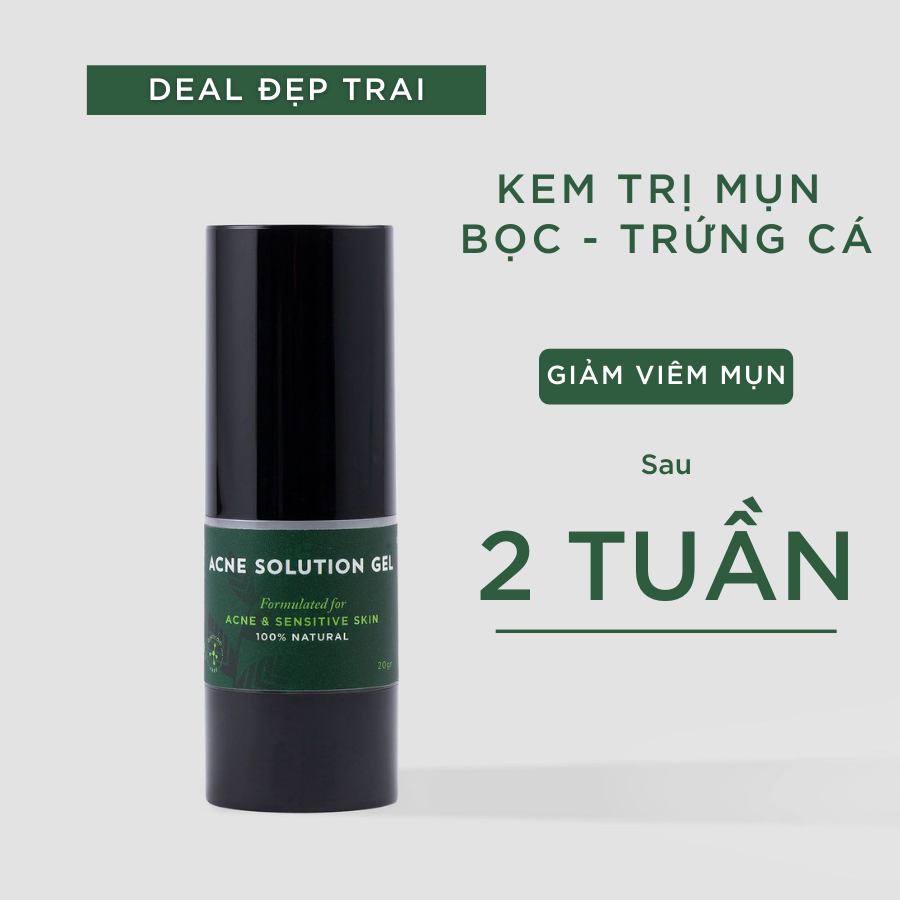 DEAL ĐẸP TRAI
KEM TRỊ MỤN
BỌC - TRỨNG CÁ
GIẢM VIÊM MỤN
Sau
2 TUẦN
ACNE SOLUTION GEL
Formulated for
ACNE & SENSITIVE SKIN
100% NATURAL
20gr